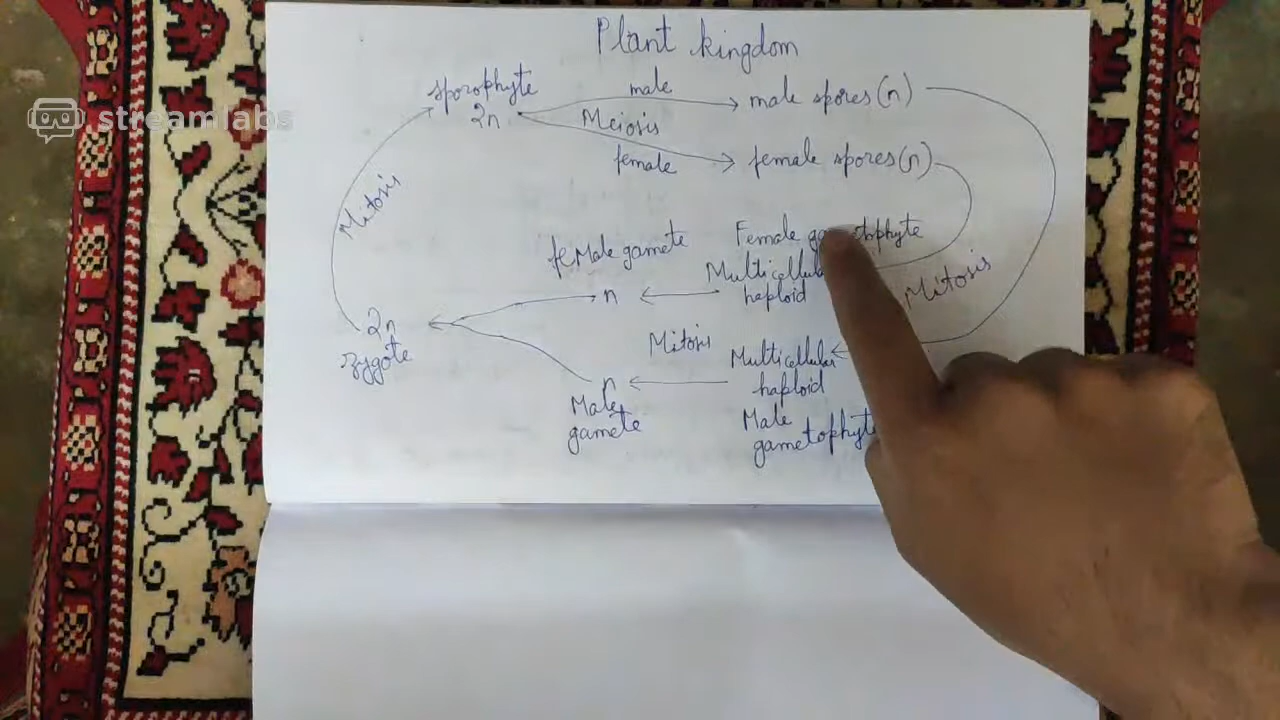 Plant kingdom
streamlabs
sporophyte
2n
male
Meiosis
female
male spores (n)
female spores (n)
Mitosis
feMale gamete
n
Female gametophyte
Multicellular
haploid
Mitosis
2n
zygote
Mitosis
n
Male
gamete
Multicellular
haploid
Male
gametophyte